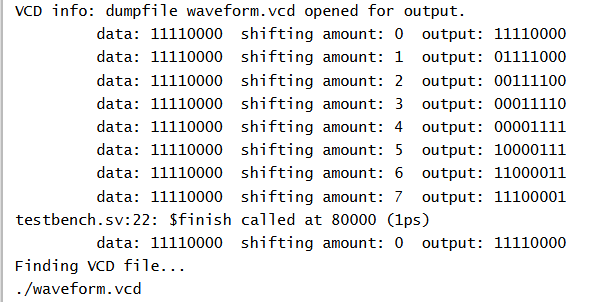 VCD info: dumpfile waveform.vcd opened for output.
data: 11110000  shifting amount: 0  output: 11110000
data: 11110000  shifting amount: 1  output: 01111000
data: 11110000  shifting amount: 2  output: 00111100
data: 11110000  shifting amount: 3  output: 00011110
data: 11110000  shifting amount: 4  output: 00001111
data: 11110000  shifting amount: 5  output: 10000111
data: 11110000  shifting amount: 6  output: 11000011
data: 11110000  shifting amount: 7  output: 11100001
testbench.sv:22: $finish called at 80000 (1ps)
data: 11110000  shifting amount: 0  output: 11110000
Finding VCD file...
./waveform.vcd